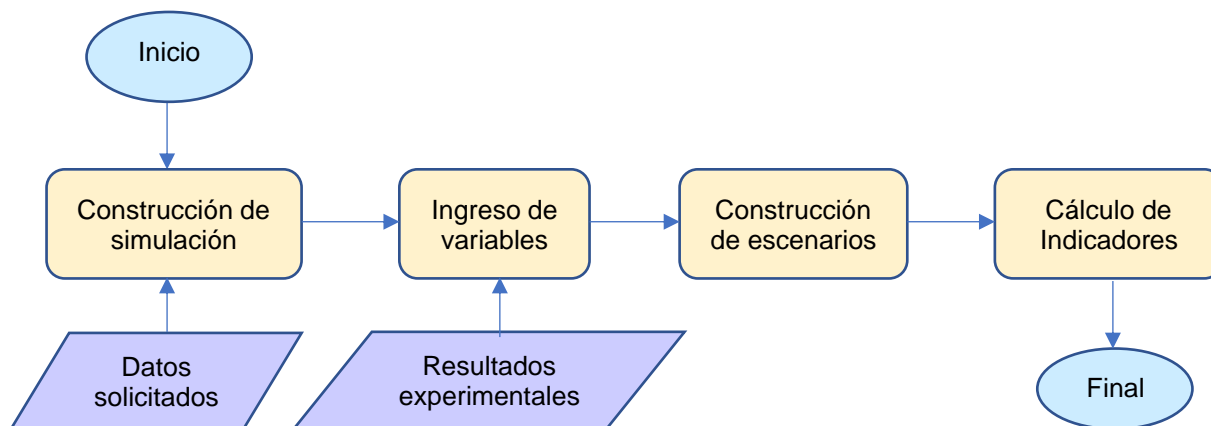 Inicio
Construcción de
simulación
Ingreso de
variables
Construcción
de escenarios
Cálculo de
Indicadores
Datos
solicitados
Resultados
experimentales
Final